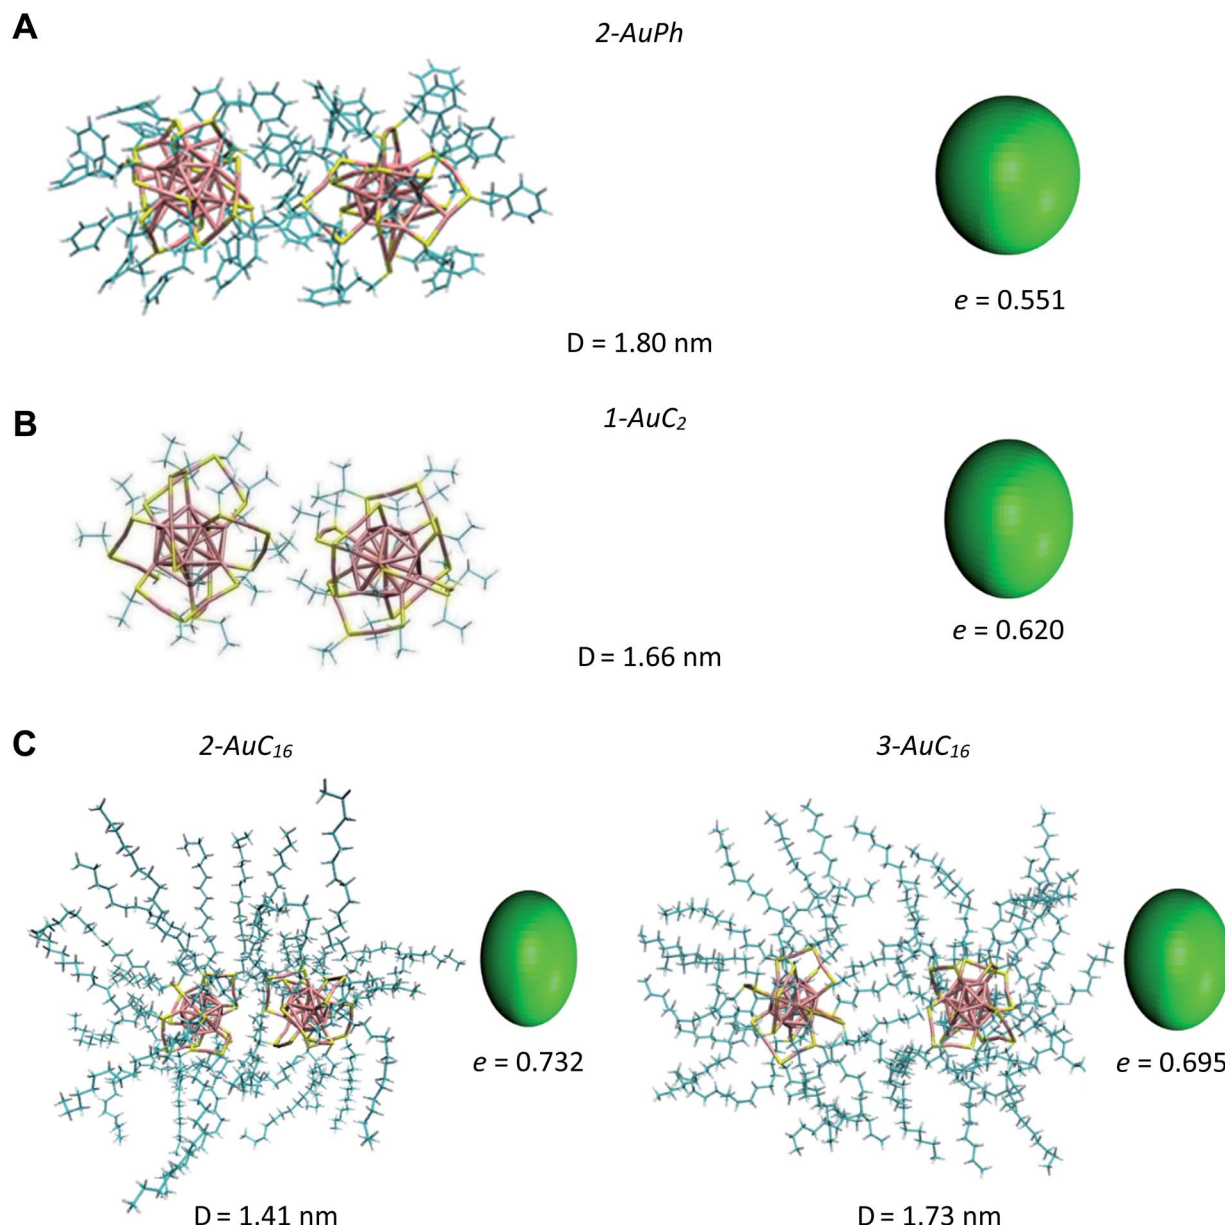 A
2-AuPh
e = 0.551
D = 1.80 nm
B
1-AuC₂
e = 0.620
D = 1.66 nm
C
2-AuC₁₆
3-AuC₁₆
e = 0.732
e = 0.695
D = 1.41 nm
D = 1.73 nm